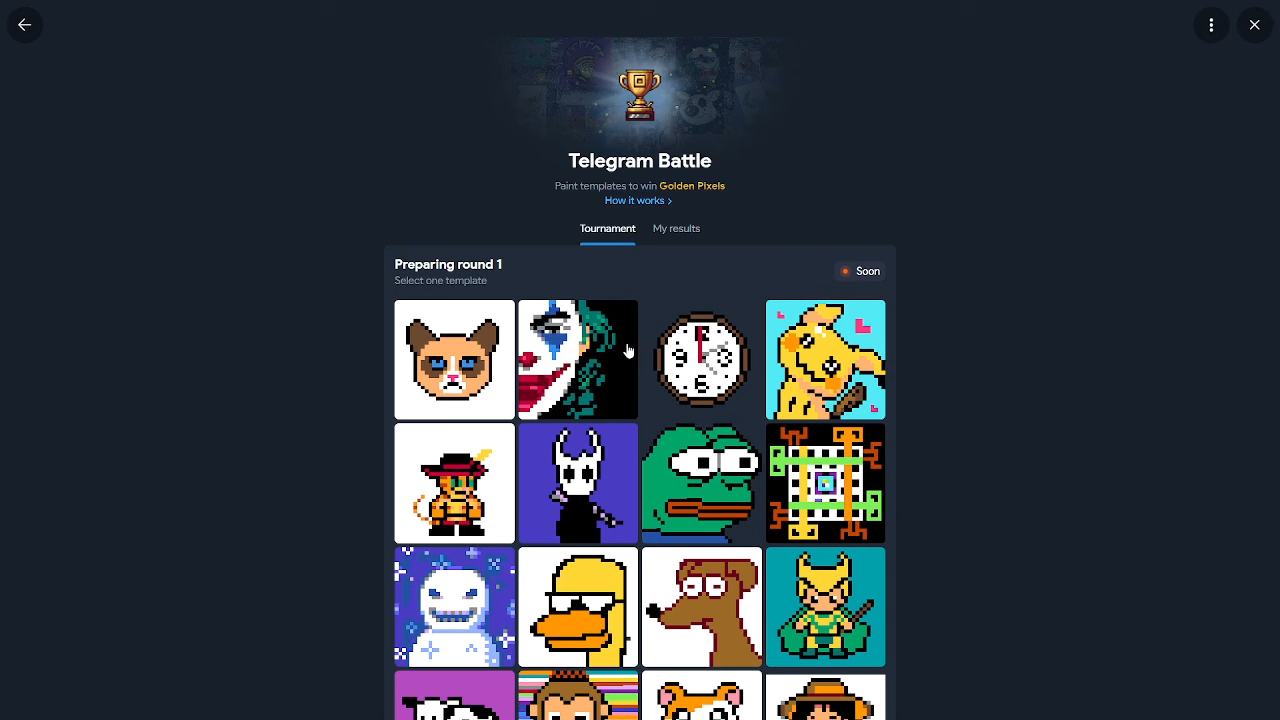 Telegram Battle
Paint templates to win Golden Pixels
How it works >
Tournament My results
Preparing round 1
Soon
Select one template